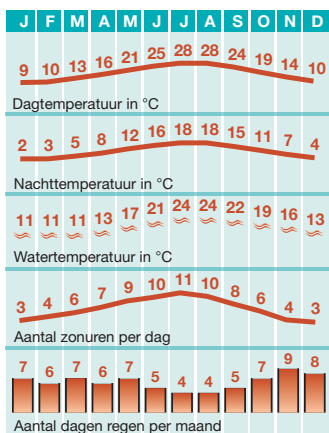 J F M A M J J A S O N D
9 10 13 16 21 25 28 28 24 19 14 10
Dagtemperatuur in °C
2 3 5 8 12 16 18 18 15 11 7 4
Nachttemperatuur in °C
11 11 11 13 17 21 24 24 22 19 16 13
Watertemperatuur in °C
3 4 6 7 9 10 11 10 8 6 4 3
Aantal zonuren per dag
7 6 7 6 7 5 4 4 5 7 9 8
Aantal dagen regen per maand